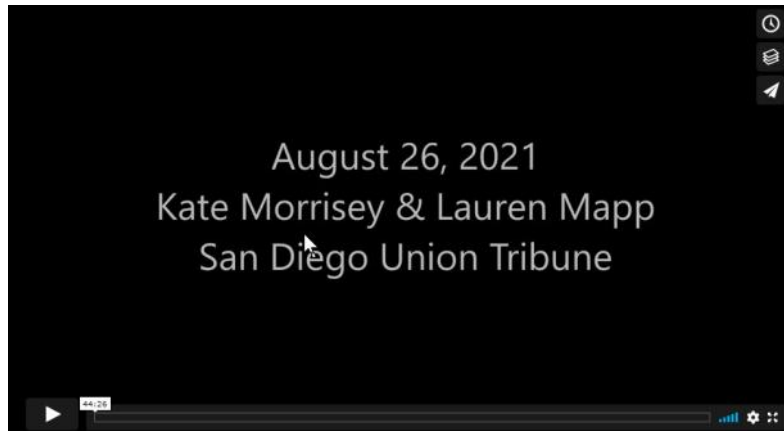 August 26, 2021
Kate Morrisey & Lauren Mapp
San Diego Union Tribune
44:26